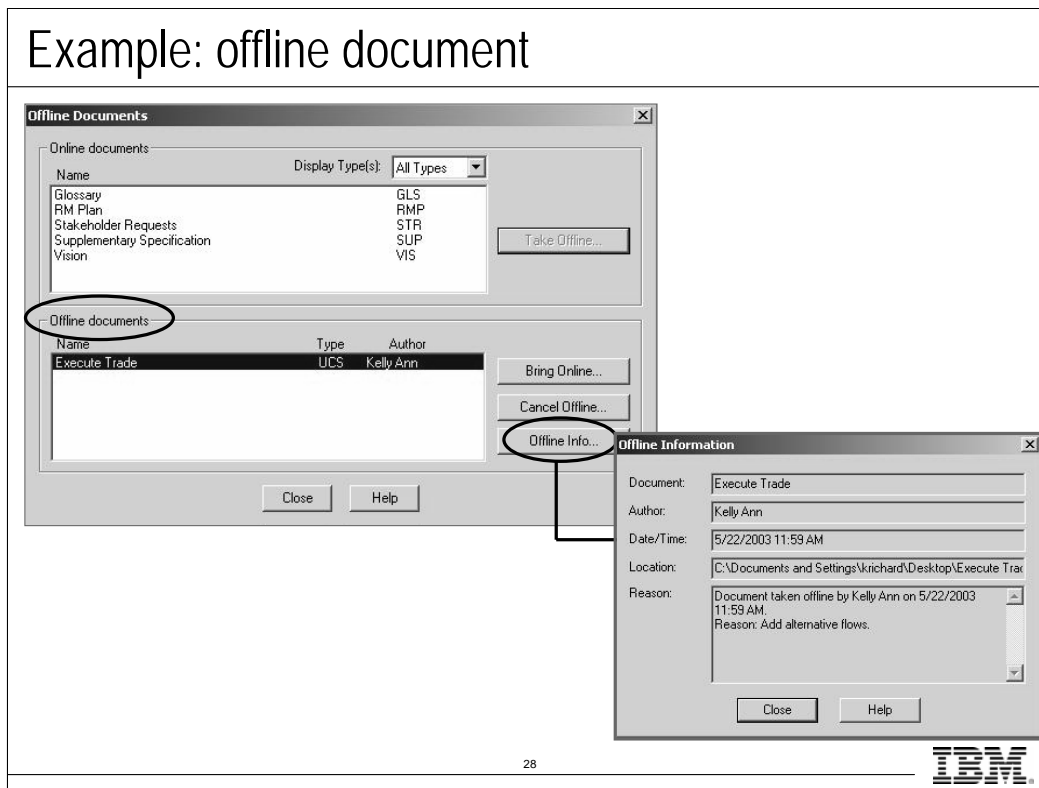 Example: offline document
Offline Documents
Online documents
Display Type(s): All Types
Name
Glossary GLS
RM Plan RMP
Stakeholder Requests STR
Supplementary Specification SUP
Vision VIS
Take Offline...
Offline documents
Name Type Author
Execute Trade UCS Kelly Ann
Bring Online...
Cancel Offline...
Offline Info...
Close Help
Offline Information
Document: Execute Trade
Author: Kelly Ann
Date/Time: 5/22/2003 11:59 AM
Location: C:\Documents and Settings\krichard\Desktop\Execute Trac
Reason: Document taken offline by Kelly Ann on 5/22/2003
11:59 AM.
Reason: Add alternative flows.
Close Help
28
IBM.